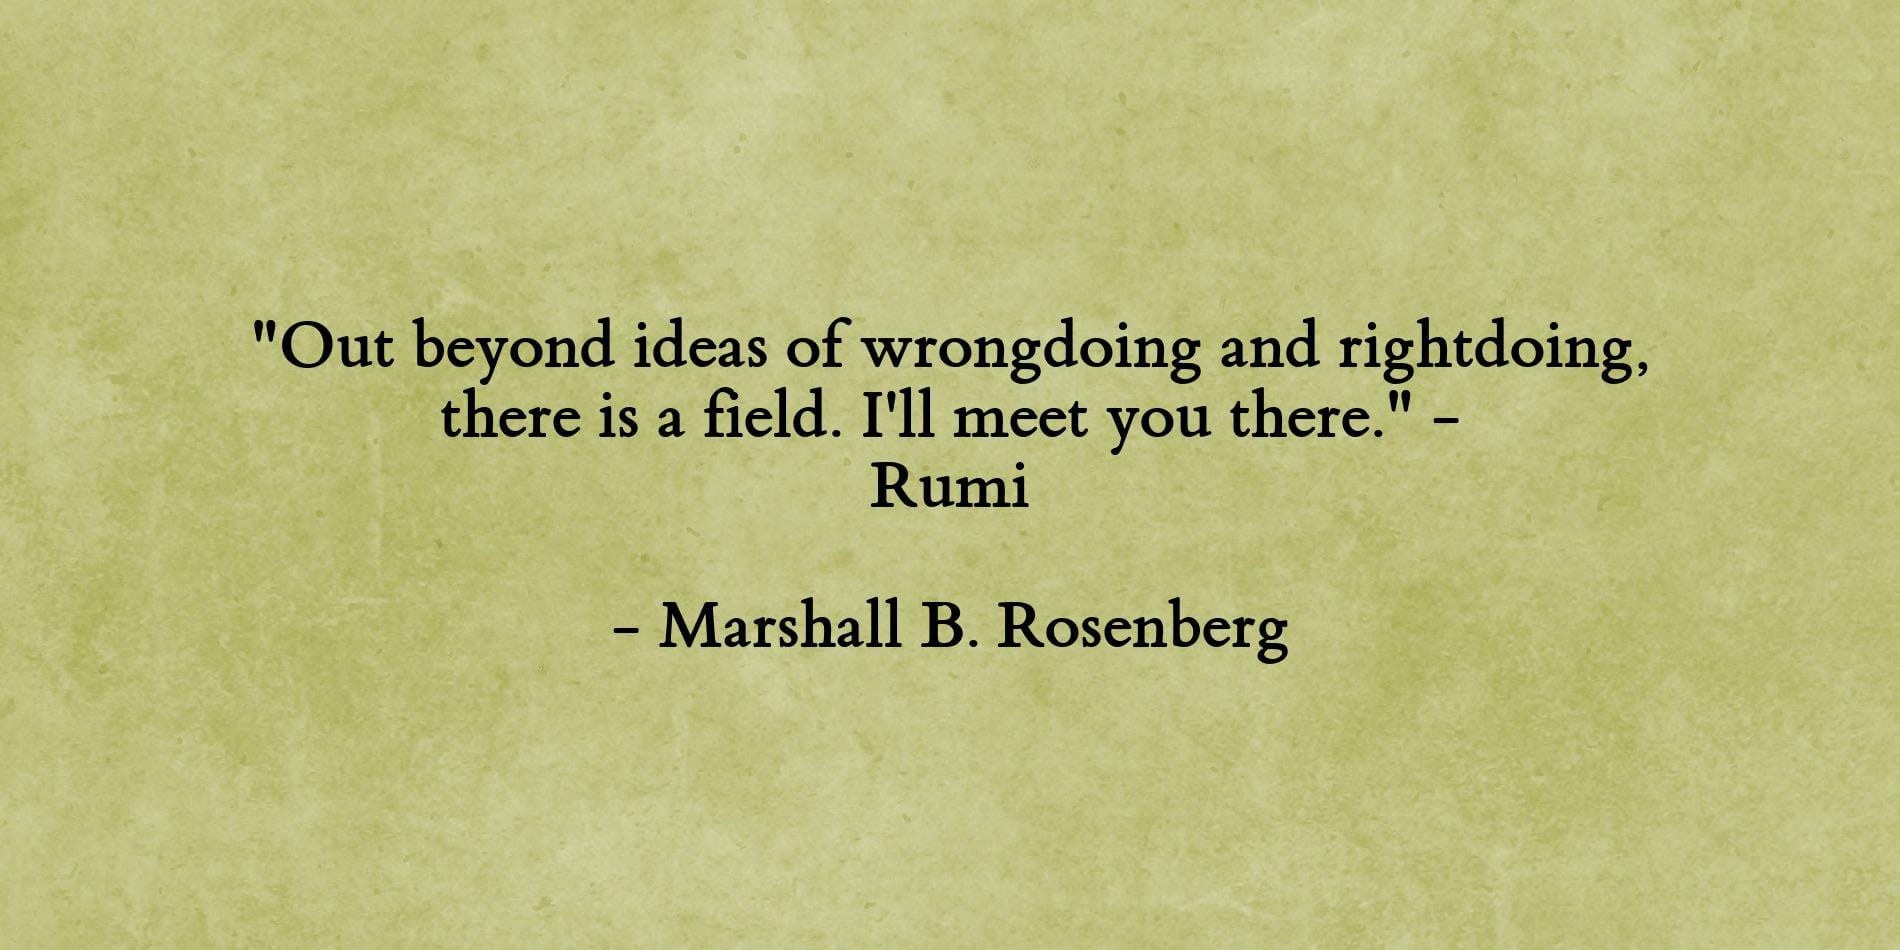 "Out beyond ideas of wrongdoing and rightdoing,
there is a field. I'll meet you there." –
Rumi
– Marshall B. Rosenberg